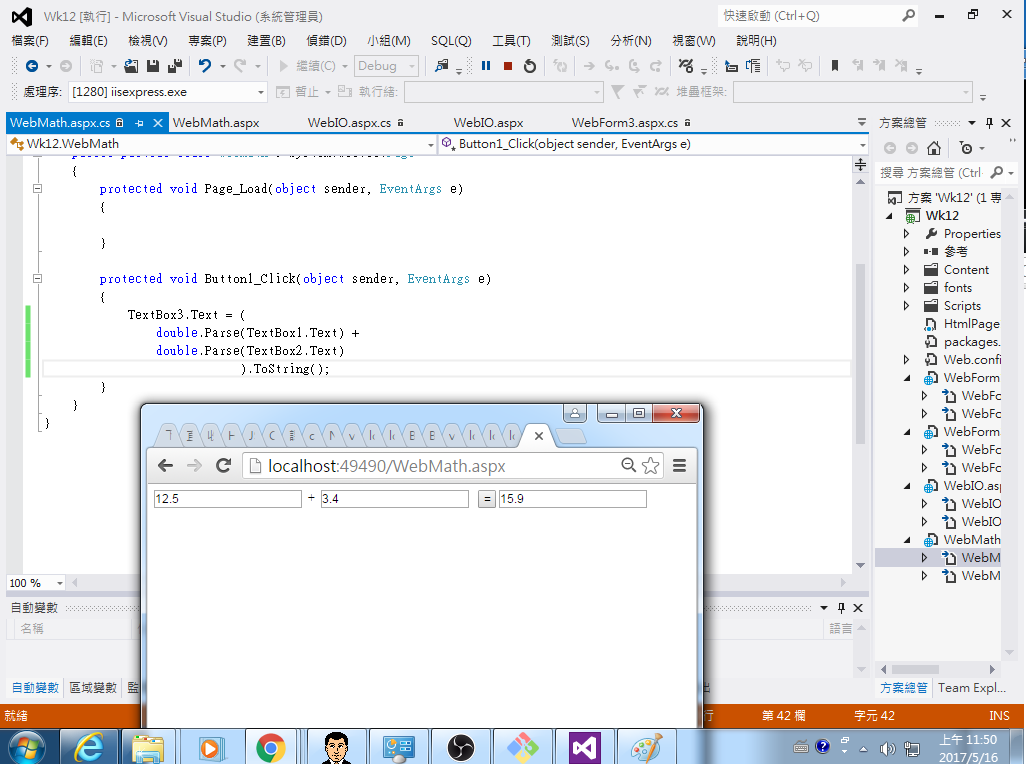 Wk12 [執行] - Microsoft Visual Studio (系統管理員)
快速啟動 (Ctrl+Q)
檔案(F) 編輯(E) 檢視(V) 專案(P) 建置(B) 偵錯(D) 小組(M) SQL(Q) 工具(T) 測試(S) 分析(N) 視窗(W) 說明(H)
繼續(C) Debug
處理序: [1280] iisexpress.exe 暫止 執行緒: 堆疊框架:
WebMath.aspx.cs WebMath.aspx WebIO.aspx.cs WebIO.aspx WebForm3.aspx.cs
Wk12.WebMath Button1_Click(object sender, EventArgs e)
{
protected void Page_Load(object sender, EventArgs e)
{
}
protected void Button1_Click(object sender, EventArgs e)
{
TextBox3.Text = (
double.Parse(TextBox1.Text) +
double.Parse(TextBox2.Text)
).ToString();
}
}
}
100 %
自動變數
名稱
語言
自動變數 區域變數 監
就緒
行 第 42 欄 字元 42 INS
localhost:49490/WebMath.aspx
12.5 + 3.4 = 15.9
方案總管
搜尋 方案總管 (Ctrl
方案 'Wk12' (1 專
Wk12
Properties
參考
Content
fonts
Scripts
HtmlPage
packages.
Web.confi
WebForm
WebFo
WebFo
WebForm
WebFo
WebFo
WebIO.asp
WebIO
WebIO
WebMath
WebM
WebM
方案總管 Team Expl...
上午 11:50
2017/5/16